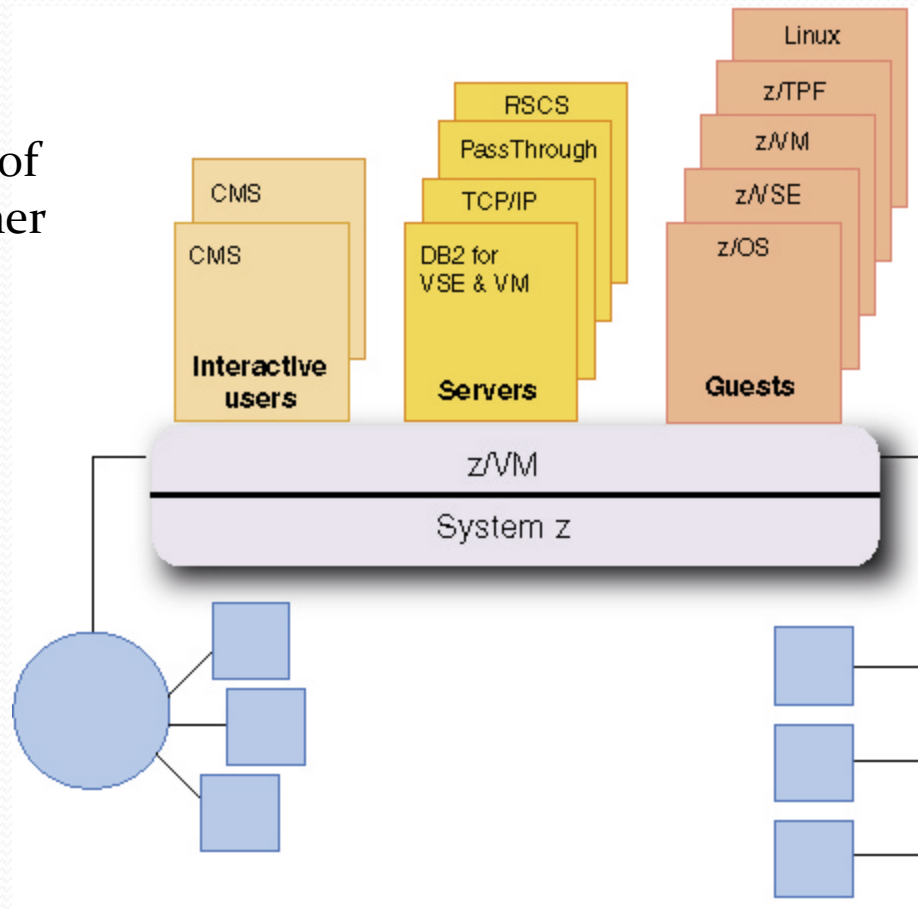 of
ner
CMS
CMS
Interactive
users
RSCS
PassThrough
TCP/IP
DB2 for
VSE & VM
Servers
Linux
z/TPF
z/VM
z/VSE
z/OS
Guests
z/VM
System z